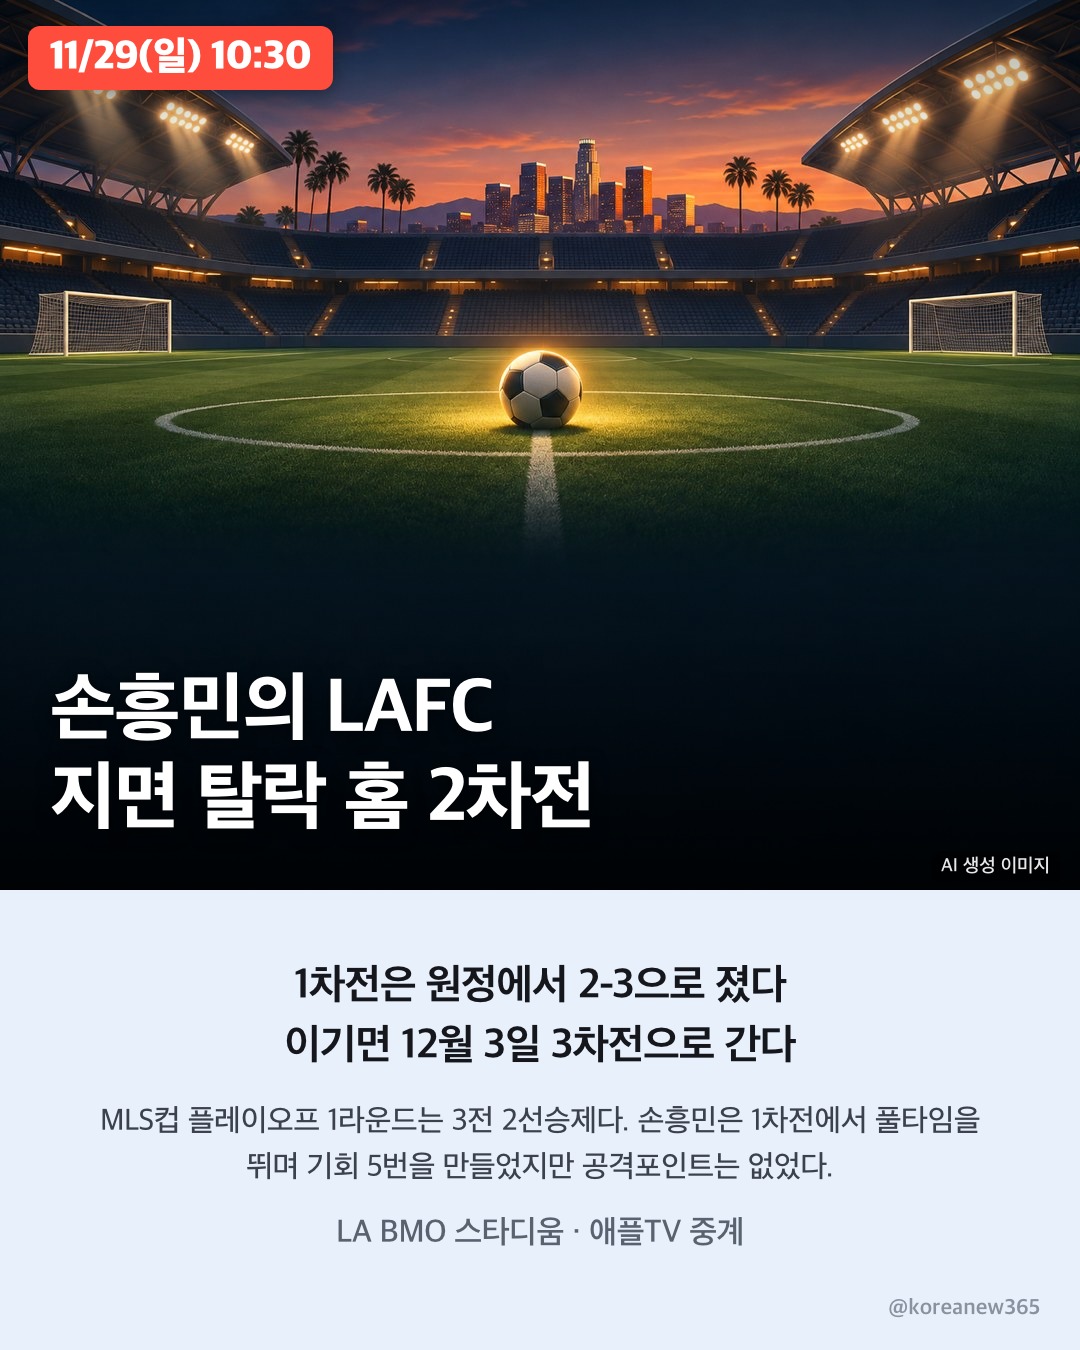 11/29(일) 10:30
손흥민의 LAFC
지면 탈락 홈 2차전
AI 생성 이미지
1차전은 원정에서 2-3으로 졌다
이기면 12월 3일 3차전으로 간다
MLS컵 플레이오프 1라운드는 3전 2선승제다. 손흥민은 1차전에서 풀타임을
뛰며 기회 5번을 만들었지만 공격포인트는 없었다.
LA BMO 스타디움 · 애플TV 중계
@koreanew365